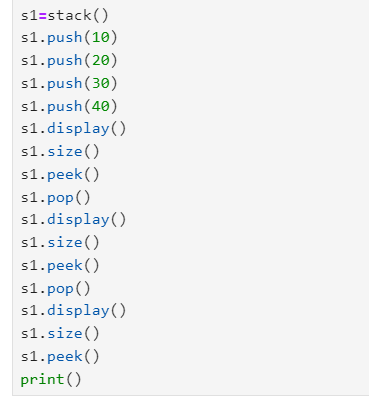 s1=stack()
s1.push(10)
s1.push(20)
s1.push(30)
s1.push(40)
s1.display()
s1.size()
s1.peek()
s1.pop()
s1.display()
s1.size()
s1.peek()
s1.pop()
s1.display()
s1.size()
s1.peek()
print()